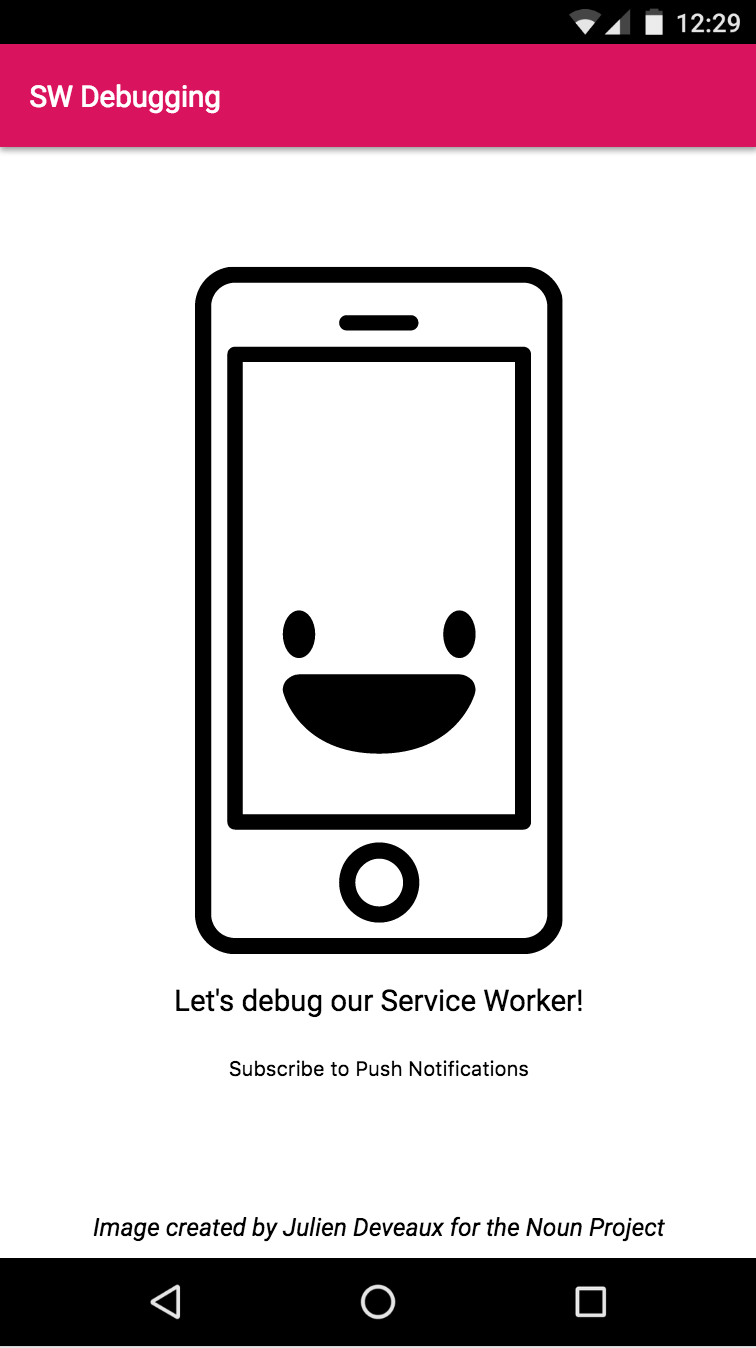 12:29
SW Debugging
Let's debug our Service Worker!
Subscribe to Push Notifications
Image created by Julien Deveaux for the Noun Project